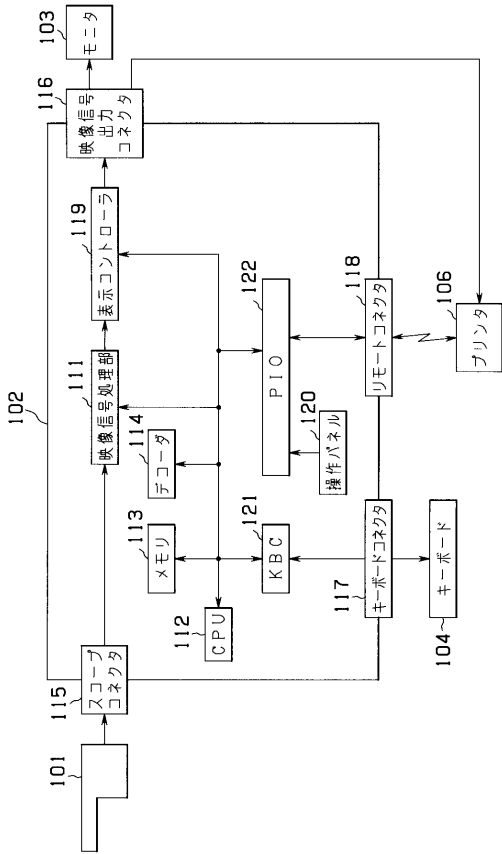 101
115
スコープ
コネクタ
102
111
映像信号処理部
119
表示コントローラ
116
映像信号
出力
コネクタ
103
モニタ
112
CPU
113
メモリ
114
デコーダ
121
KBC
122
PIO
120
操作パネル
117
キーボードコネクタ
118
リモートコネクタ
104
キーボード
106
プリンタ